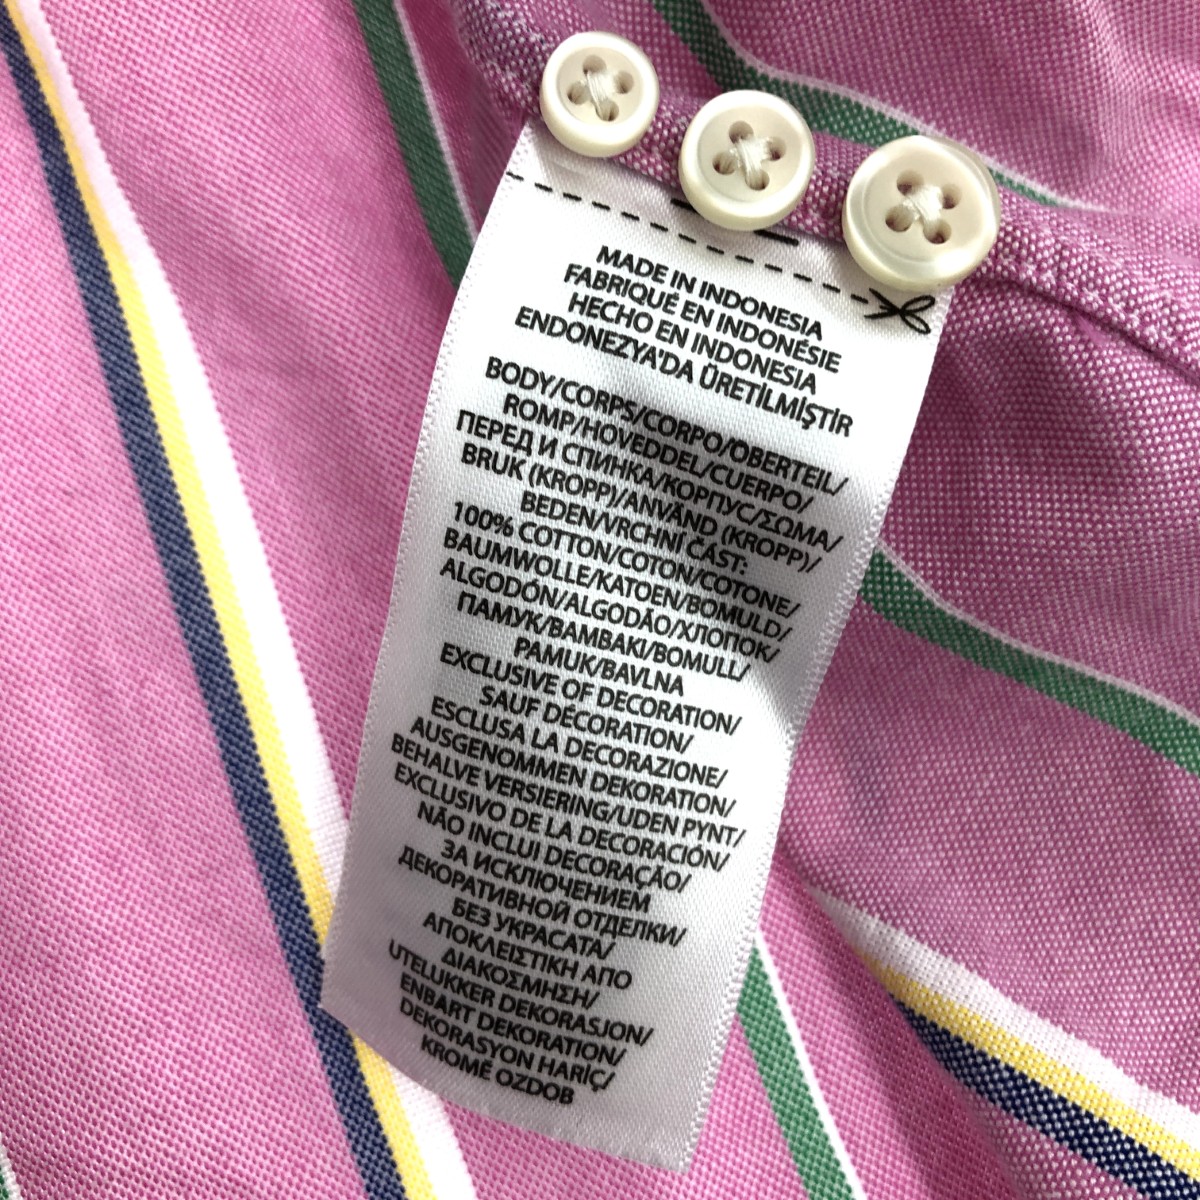 MADE IN INDONESIA
FABRIQUÉ EN INDONÉSIE
HECHO EN INDONESIA
ENDONEZYA'DA ÜRETİLMİŞTİR
BODY/CORPS/CORPO/OBERTEIL/
ROMP/HOVEDDEL/CUERPO/
ПЕРЕД И СПИНКА/КОРПУС/ΣΩΜΑ/
BRUK (KROPP)/ANVÄND (KROPP)/
BEDEN/VRCHNÍ ČÁST:
100% COTTON/COTON/COTONE/
BAUMWOLLE/KATOEN/BOMULD/
ALGODÓN/ALGODÃO/ХЛОПОК/
ПАМУК/ΒΑΜΒΑΚΙ/BOMULL/
PAMUK/BAVLNA
EXCLUSIVE OF DECORATION/
SAUF DÉCORATION/
ESCLUSA LA DECORAZIONE/
AUSGENOMMEN DEKORATION/
BEHALVE VERSIERING/UDEN PYNT/
EXCLUSIVO DE LA DECORACIÓN/
NÃO INCLUI DECORAÇÃO/
ЗА ИСКЛЮЧЕНИЕМ
ДЕКОРАТИВНОЙ ОТДЕЛКИ/
БЕЗ УКРАСАТА/
ΑΠΟΚΛΕΙΣΤΙΚΗ ΑΠΟ
ΔΙΑΚΟΣΜΗΣΗ/
UTELUKKER DEKORASJON/
ENBART DEKORATION/
DEKORASYON HARİÇ/
KROMĚ OZDOB